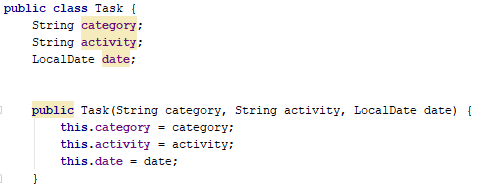 public class Task {
    String category;
    String activity;
    LocalDate date;
    public Task(String category, String activity, LocalDate date) {
        this.category = category;
        this.activity = activity;
        this.date = date;
    }